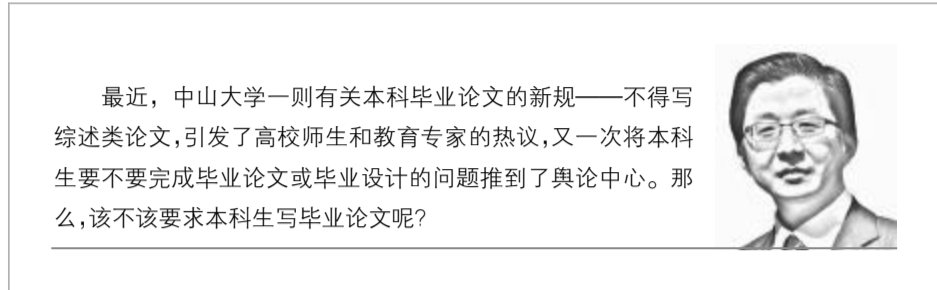 最近，中山大学一则有关本科毕业论文的新规——不得写
综述类论文,引发了高校师生和教育专家的热议,又一次将本科
生要不要完成毕业论文或毕业设计的问题推到了舆论中心。那
么,该不该要求本科生写毕业论文呢?